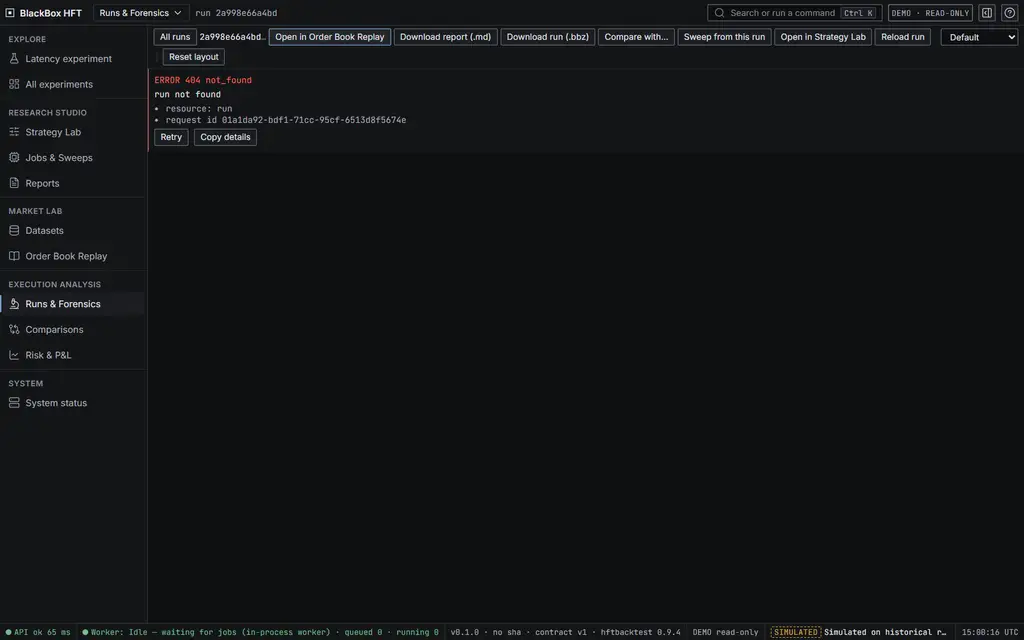 BlackBox HFT
Runs & Forensics
run 2a998e66a4bd
Search or run a command
Ctrl K
DEMO · READ-ONLY
EXPLORE
Latency experiment
All experiments
RESEARCH STUDIO
Strategy Lab
Jobs & Sweeps
Reports
MARKET LAB
Datasets
Order Book Replay
EXECUTION ANALYSIS
Runs & Forensics
Comparisons
Risk & P&L
SYSTEM
System status
All runs
2a998e66a4bd…
Open in Order Book Replay
Download report (.md)
Download run (.bbz)
Compare with...
Sweep from this run
Open in Strategy Lab
Reload run
Default
Reset layout
ERROR 404 not_found
run not found
• resource: run
• request id 01a1da92-bdf1-71cc-95cf-6513d8f5674e
Retry
Copy details
API ok 65 ms
Worker: Idle — waiting for jobs (in-process worker) · queued 0 · running 0
v0.1.0 · no sha · contract v1 · hftbacktest 0.9.4
DEMO read-only
SIMULATED
Simulated on historical r…
15:00:16 UTC